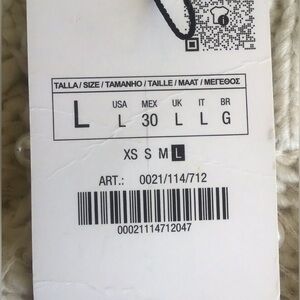 TALLA / SIZE / TAMANHO / TAILLE / MAAT / ΜΕΓΕΘΟΣ
L
USA MEX UK IT BR
L 30 L L G
XS S M L
ART.: 0021/114/712
00021114712047